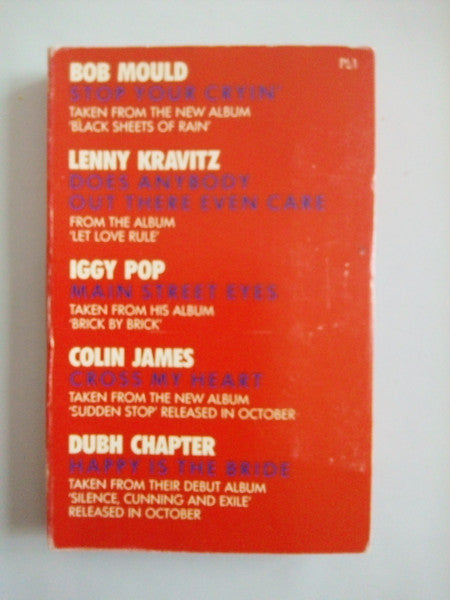 PL1
BOB MOULD
STOP YOUR CRYIN'
TAKEN FROM THE NEW ALBUM
'BLACK SHEETS OF RAIN'
LENNY KRAVITZ
DOES ANYBODY
OUT THERE EVEN CARE
FROM THE ALBUM
'LET LOVE RULE'
IGGY POP
MAIN STREET EYES
TAKEN FROM HIS ALBUM
'BRICK BY BRICK'
COLIN JAMES
CROSS MY HEART
TAKEN FROM THE NEW ALBUM
'SUDDEN STOP' RELEASED IN OCTOBER
DUBH CHAPTER
HAPPY IS THE BRIDE
TAKEN FROM THEIR DEBUT ALBUM
'SILENCE, CUNNING AND EXILE'
RELEASED IN OCTOBER